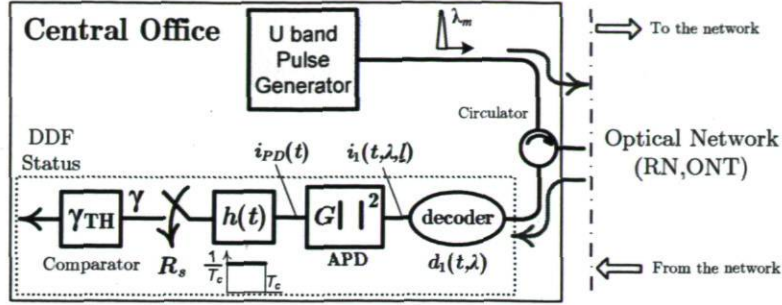 Central Office
U band
Pulse
Generator
λm
To the network
Circulator
Optical Network
(RN,ONT)
DDF
Status
iPD(t)
i1(t,λ,l)
γTH
γ
h(t)
G| |²
decoder
Comparator
Rs
1/Tc
Tc
APD
d1(t,λ)
From the network